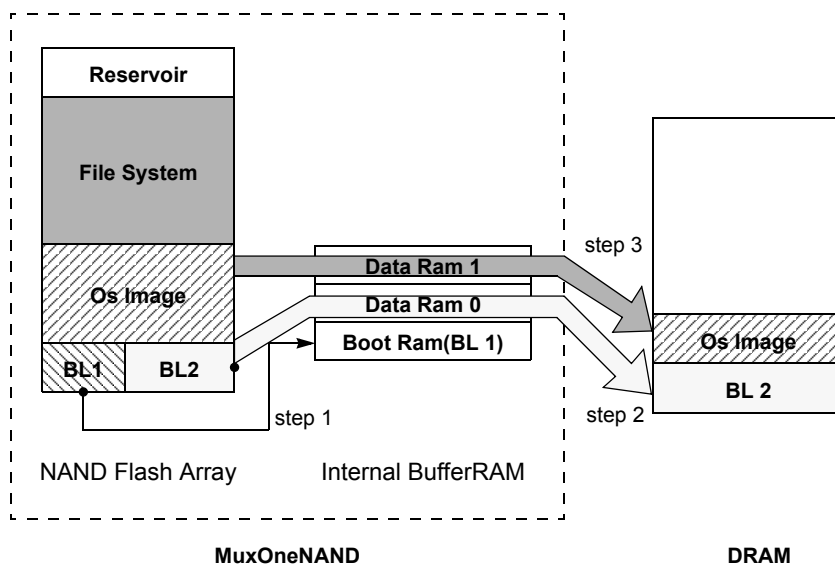 Reservoir
File System
step 3
Data Ram 1
Os Image
Data Ram 0
Os Image
Boot Ram(BL 1)
BL1
BL2
BL 2
step 1
step 2
NAND Flash Array
Internal BufferRAM
MuxOneNAND
DRAM